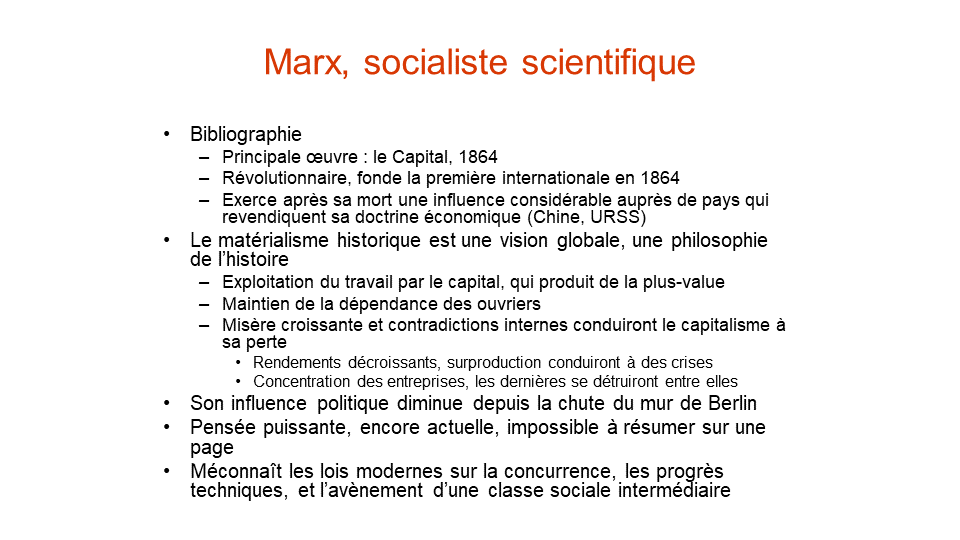 Marx, socialiste scientifique
• Bibliographie
– Principale œuvre : le Capital, 1864
– Révolutionnaire, fonde la première internationale en 1864
– Exerce après sa mort une influence considérable auprès de pays qui
revendiquent sa doctrine économique (Chine, URSS)
• Le matérialisme historique est une vision globale, une philosophie
de l’histoire
– Exploitation du travail par le capital, qui produit de la plus-value
– Maintien de la dépendance des ouvriers
– Misère croissante et contradictions internes conduiront le capitalisme à
sa perte
• Rendements décroissants, surproduction conduiront à des crises
• Concentration des entreprises, les dernières se détruiront entre elles
• Son influence politique diminue depuis la chute du mur de Berlin
• Pensée puissante, encore actuelle, impossible à résumer sur une
page
• Méconnaît les lois modernes sur la concurrence, les progrès
techniques, et l’avènement d’une classe sociale intermédiaire